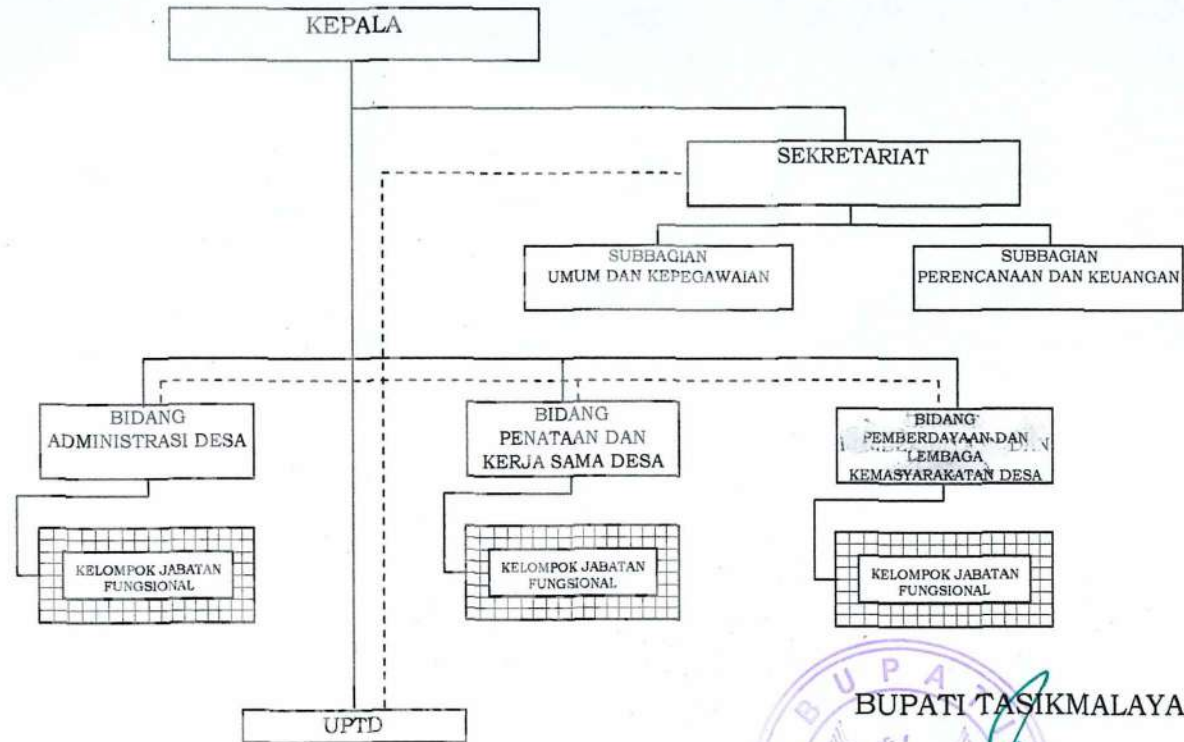 KEPALA
SEKRETARIAT
SUBBAGIAN
UMUM DAN KEPEGAWAIAN
SUBBAGIAN
PERENCANAAN DAN KEUANGAN
BIDANG
ADMINISTRASI DESA
BIDANG
PENATAAN DAN
KERJA SAMA DESA
BIDANG
PEMBERDAYAAN DAN
LEMBAGA
KEMASYARAKATAN DESA
KELOMPOK JABATAN
FUNGSIONAL
KELOMPOK JABATAN
FUNGSIONAL
KELOMPOK JABATAN
FUNGSIONAL
BUPATI
BUPATI TASIKMALAYA
UPTD